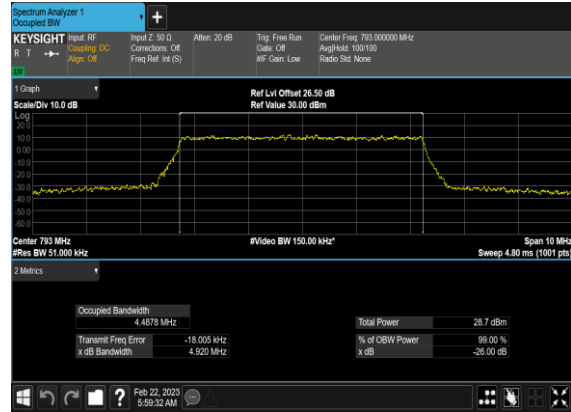 Spectrum Analyzer 1
Occupied BW
KEYSIGHT Input: RF Input Z: 50 Ω Atten: 20 dB Trig: Free Run Center Freq: 793.000000 MHz
R T Coupling: DC Corrections: Off Gate: Off Avg|Hold: 100/100
Align: Off Freq Ref: Int (S) #IF Gain: Low Radio Std: None
LNI
1 Graph Ref Lvl Offset 26.50 dB
Scale/Div 10.0 dB Ref Value 30.00 dBm
Log
20.0
10.0
0.00
-10.0
-20.0
-30.0
-40.0
-50.0
-60.0
Center 793 MHz #Video BW 150.00 kHz* Span 10 MHz
#Res BW 51.000 kHz Sweep 4.80 ms (1001 pts)
2 Metrics
Occupied Bandwidth
4.4878 MHz Total Power 28.7 dBm
Transmit Freq Error -18.005 kHz % of OBW Power 99.00 %
x dB Bandwidth 4.920 MHz x dB -26.00 dB
Feb 22, 2023
5:59:32 AM